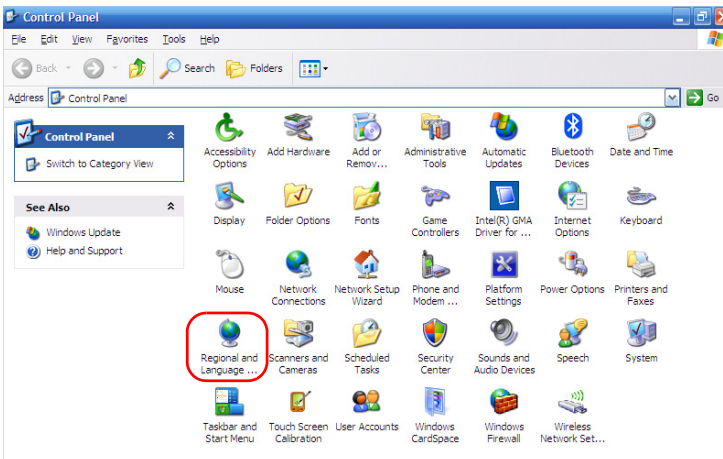 Control Panel
File Edit View Favorites Tools Help
Back Search Folders
Address Control Panel Go
Control Panel
Switch to Category View
See Also
Windows Update
Help and Support
Accessibility Options
Add Hardware
Add or Remov...
Administrative Tools
Automatic Updates
Bluetooth Devices
Date and Time
Display
Folder Options
Fonts
Game Controllers
Intel(R) GMA Driver for ...
Internet Options
Keyboard
Mouse
Network Connections
Network Setup Wizard
Phone and Modem ...
Platform Settings
Power Options
Printers and Faxes
Regional and Language ...
Scanners and Cameras
Scheduled Tasks
Security Center
Sounds and Audio Devices
Speech
System
Taskbar and Start Menu
Touch Screen Calibration
User Accounts
Windows CardSpace
Windows Firewall
Wireless Network Set...